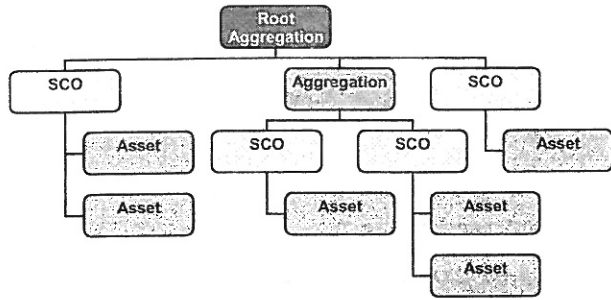 Root
Aggregation
SCO
Aggregation
SCO
Asset
SCO
SCO
Asset
Asset
Asset
Asset
Asset